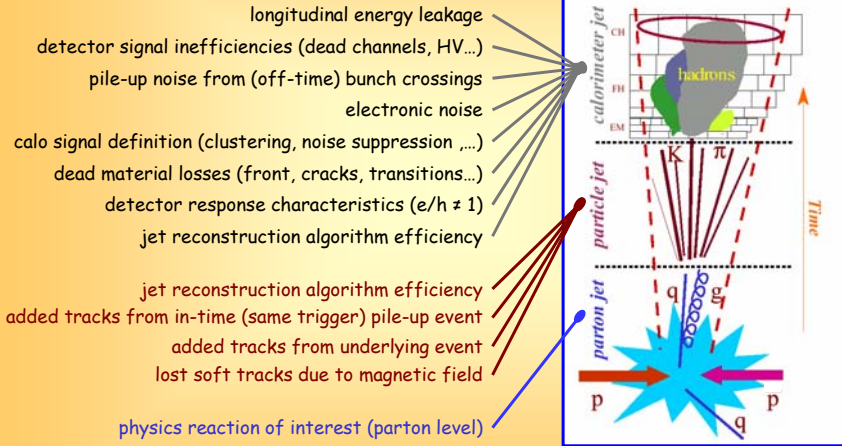 longitudinal energy leakage
detector signal inefficiencies (dead channels, HV...)
pile-up noise from (off-time) bunch crossings
electronic noise
calo signal definition (clustering, noise suppression ,...)
dead material losses (front, cracks, transitions...)
detector response characteristics (e/h ≠ 1)
jet reconstruction algorithm efficiency
jet reconstruction algorithm efficiency
added tracks from in-time (same trigger) pile-up event
added tracks from underlying event
lost soft tracks due to magnetic field
physics reaction of interest (parton level)
calorimeter jet
CH
hadrons
FH
EM
particle jet
K π
Time
parton jet
q g
p p
q